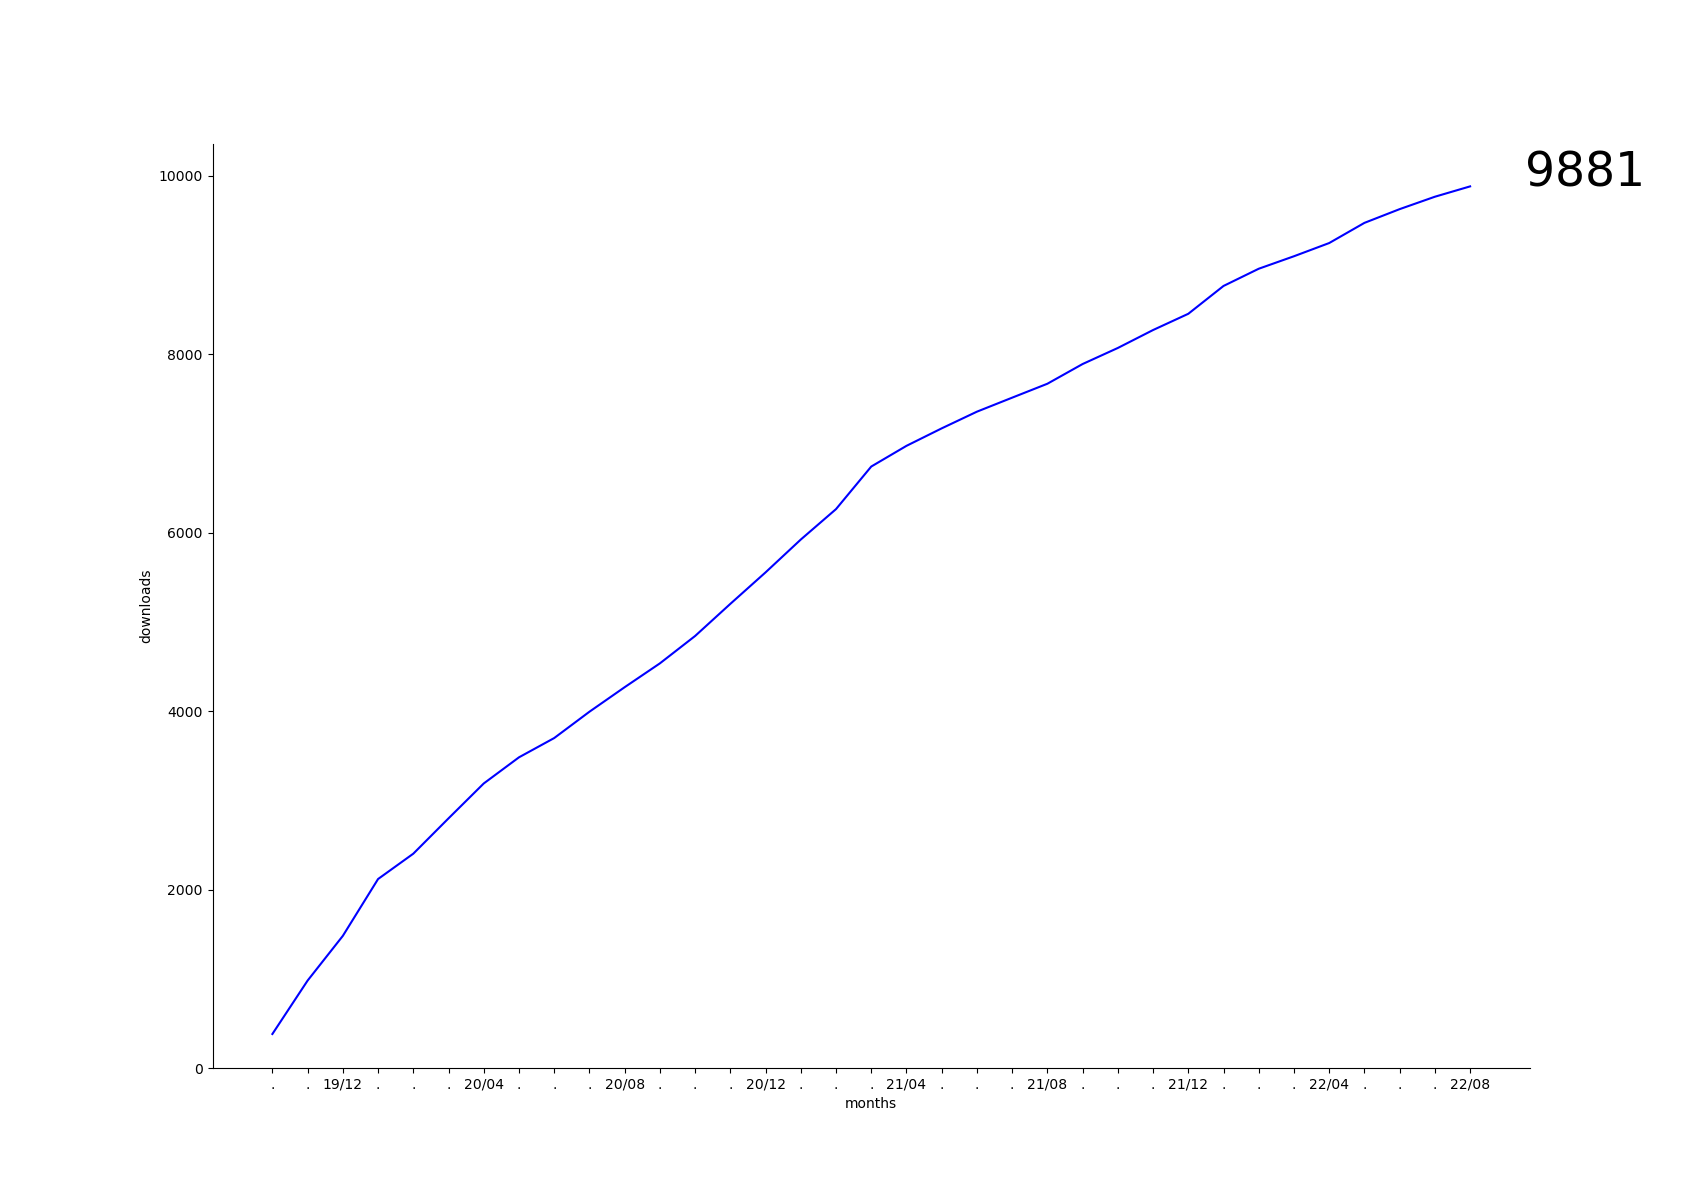 9881
10000
8000
6000
4000
2000
0
downloads
. . 19/12 . . . 20/04 . . . 20/08 . . . 20/12 . . . 21/04 . . . 21/08 . . . 21/12 . . . 22/04 . . . 22/08
months